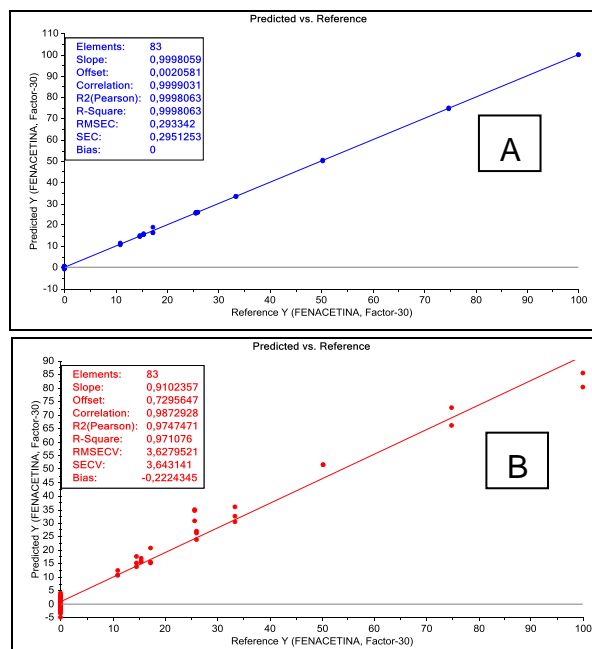 Predicted vs. Reference
110
100
90
80
70
60
50
40
30
20
10
0
-10
Predicted Y (FENACETINA, Factor-30)
Elements: 83
Slope: 0,9998059
Offset: 0,0020581
Correlation: 0,9999031
R2(Pearson): 0,9998063
R-Square: 0,9998063
RMSEC: 0,293342
SEC: 0,2951253
Bias: 0
A
0 10 20 30 40 50 60 70 80 90 100
Reference Y (FENACETINA, Factor-30)
Predicted vs. Reference
90
85
80
75
70
65
60
55
50
45
40
35
30
25
20
15
10
5
0
-5
Predicted Y (FENACETINA, Factor-30)
Elements: 83
Slope: 0,9102357
Offset: 0,7295647
Correlation: 0,9872928
R2(Pearson): 0,9747471
R-Square: 0,971076
RMSECV: 3,6279521
SECV: 3,643141
Bias: -0,2224345
B
0 10 20 30 40 50 60 70 80 90 100
Reference Y (FENACETINA, Factor-30)